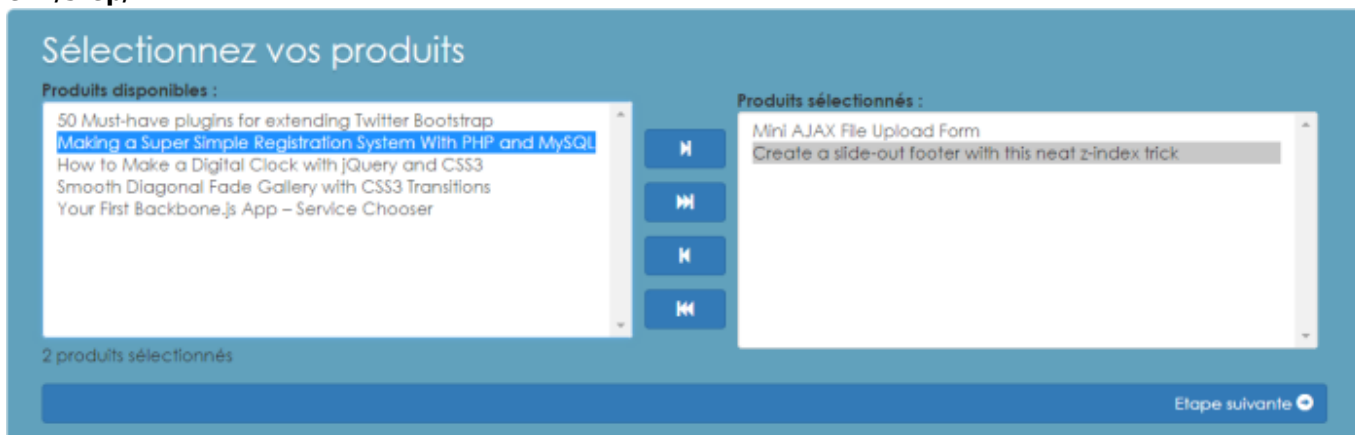 Sélectionnez vos produits
Produits disponibles :
50 Must-have plugins for extending Twitter Bootstrap
Making a Super Simple Registration System With PHP and MySQL
How to Make a Digital Clock with jQuery and CSS3
Smooth Diagonal Fade Gallery with CSS3 Transitions
Your First Backbone.js App – Service Chooser
Produits sélectionnés :
Mini AJAX File Upload Form
Create a slide-out footer with this neat z-index trick
2 produits sélectionnés
Etape suivante